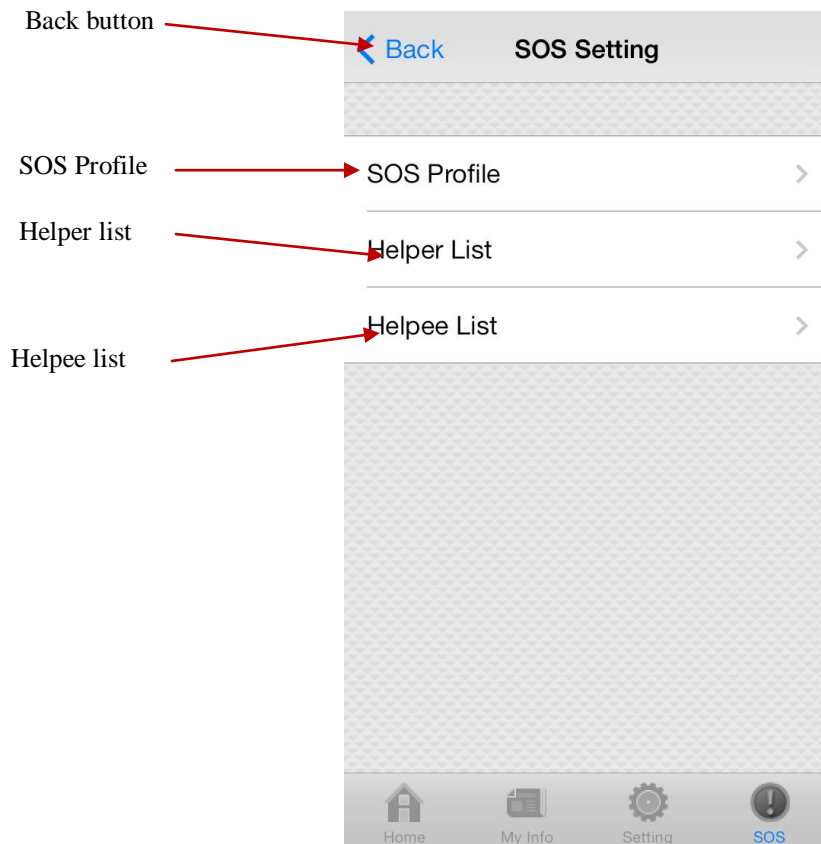 Back button
Back SOS Setting
SOS Profile
SOS Profile
Helper list
Helper List
Helpee List
Helpee list
Home My Info Setting SOS